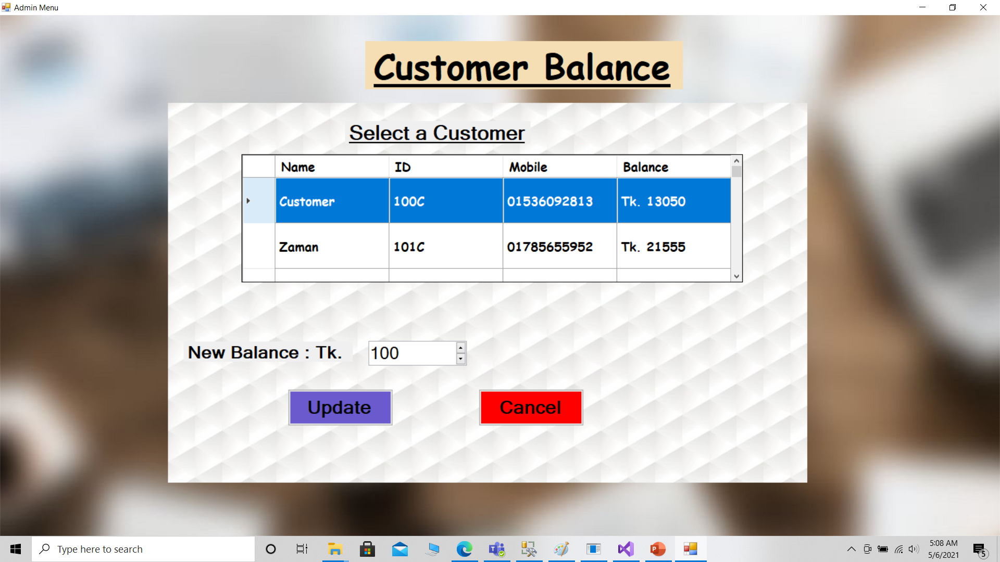 Admin Menu
Customer Balance
Select a Customer
Name ID Mobile Balance
Customer 100C 01536092813 Tk. 13050
Zaman 101C 01785655952 Tk. 21555
New Balance : Tk. 100
Update Cancel
Type here to search
5:08 AM
5/6/2021
5